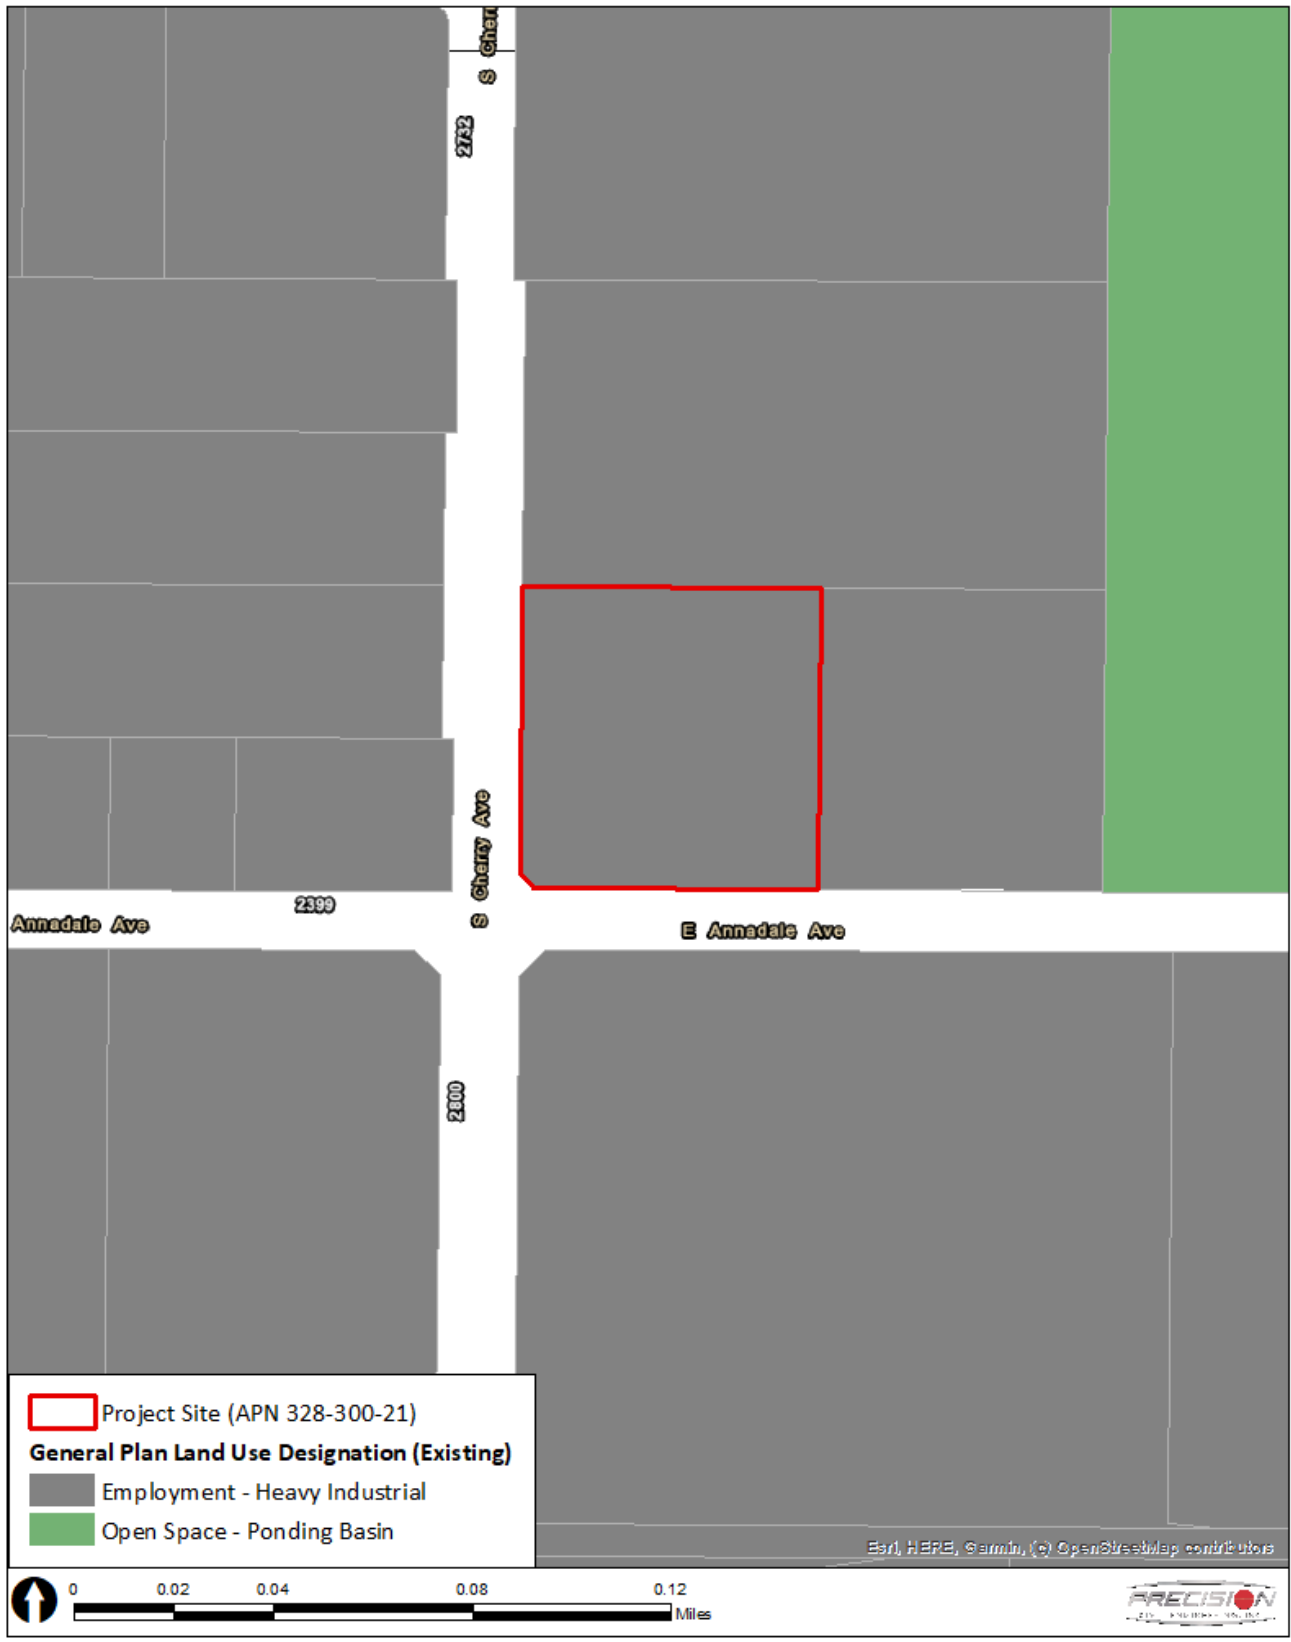 S Cher
2732
S Cherry Ave
2399
Annadale Ave
E Annadale Ave
2800
Project Site (APN 328-300-21)
General Plan Land Use Designation (Existing)
Employment - Heavy Industrial
Open Space - Ponding Basin
Esri, HERE, Garmin, (c) OpenStreetMap contributors
0 0.02 0.04 0.08 0.12
Miles
PRECISION